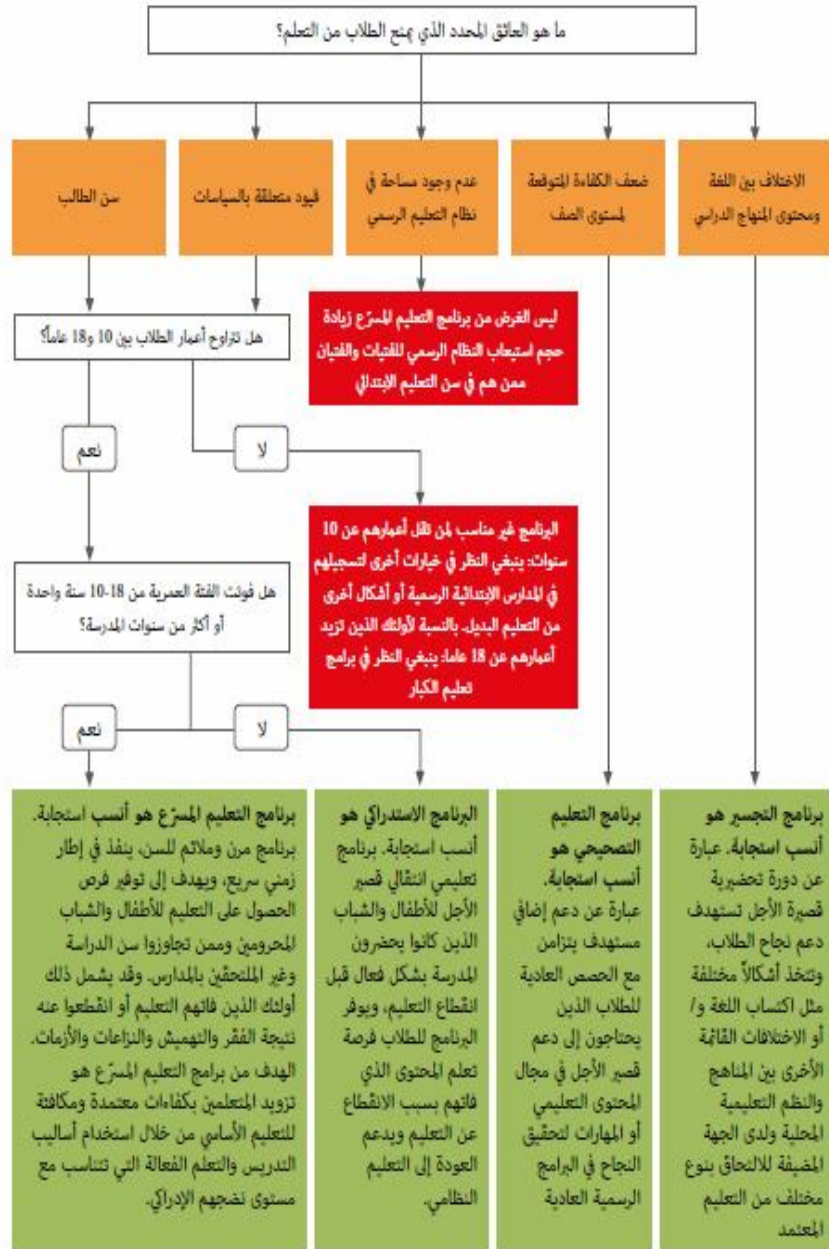 ما هو العائق المحدد الذي يمنع الطلاب من التعلم؟
الاختلاف بين اللغة
ومحتوى المنهاج الدراسي
ضعف الكفاءة المتوقعة
لمستوى الصف
عدم وجود مساحة في
نظام التعليم الرسمي
قيود متعلقة بالسياسات
سن الطالب
ليس الغرض من برنامج التعليم المسرّع زيادة
حجم استيعاب النظام الرسمي للفتيات والفتيان
ممن هم في سن التعليم الابتدائي
هل تتراوح أعمار الطلاب بين 10 و18 عاماً؟
لا
نعم
البرنامج غير مناسب لمن تقل أعمارهم عن 10
سنوات: ينبغي النظر في خيارات أخرى لتسجيلهم
في المدارس الابتدائية الرسمية أو أشكال أخرى
من التعليم البديل. بالنسبة لأولئك الذين تزيد
أعمارهم عن 18 عاما: ينبغي النظر في برامج
تعليم الكبار
هل فوتت الفئة العمرية من 18-10 سنة واحدة
أو أكثر من سنوات المدرسة؟
لا
نعم
برنامج التجسير هو
أنسب استجابة. عبارة
عن دورة تحضيرية
قصيرة الأجل تستهدف
دعم نجاح الطلاب،
وتتخذ أشكالاً مختلفة
مثل اكتساب اللغة و/
أو الاختلافات القائمة
الأخرى بين المناهج
والنظم التعليمية
المحلية ولدى الجهة
المضيفة للالتحاق بنوع
مختلف من التعليم
المعتمد
برنامج التعليم
التصحيحي هو
أنسب استجابة.
عبارة عن دعم إضافي
مستهدف يتزامن
مع الحصص العادية
للطلاب الذين
يحتاجون إلى دعم
قصير الأجل في مجال
المحتوى التعليمي
أو المهارات لتحقيق
النجاح في البرامج
الرسمية العادية
البرنامج الاستدراكي هو
أنسب استجابة. برنامج
تعليمي انتقالي قصير
الأجل للأطفال والشباب
الذين كانوا يحضرون
المدرسة بشكل فعال قبل
انقطاع التعليم، ويوفر
البرنامج للطلاب فرصة
تعلم المحتوى الذي
فاتهم بسبب الانقطاع
عن التعليم ويدعم
العودة إلى التعليم
النظامي.
برنامج التعليم المسرّع هو أنسب استجابة.
برنامج مرن وملائم للسن، ينفذ في إطار
زمني سريع، ويهدف إلى توفير فرص
الحصول على التعليم للأطفال والشباب
المحرومين وممن تجاوزوا سن الدراسة
وغير الملتحقين بالمدارس. وقد يشمل ذلك
أولئك الذين فاتهم التعليم أو انقطعوا عنه
نتيجة الفقر والتهميش والنزاعات والأزمات.
الهدف من برامج التعليم المسرّع هو
تزويد المتعلمين بكفاءات معتمدة ومكافئة
للتعليم الأساسي من خلال استخدام أساليب
التدريس والتعلم الفعالة التي تتناسب مع
مستوى نضجهم الإدراكي.